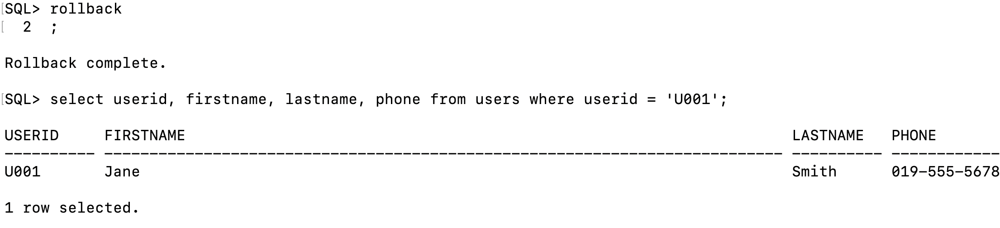 SQL> rollback
  2  ;
Rollback complete.
SQL> select userid, firstname, lastname, phone from users where userid = 'U001';
USERID     FIRSTNAME                                                                   LASTNAME   PHONE
---------- --------------------------------------------------------------------------- ---------- ------------
U001       Jane                                                                        Smith      019-555-5678
1 row selected.